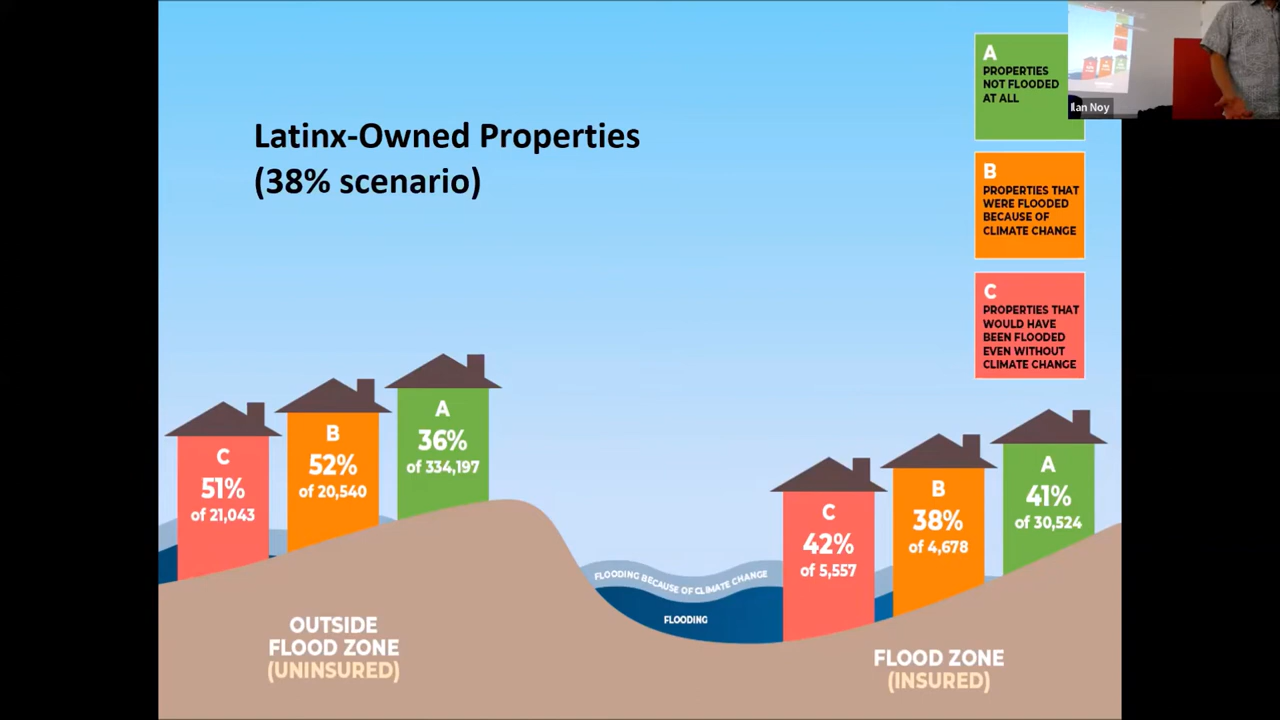 Latinx-Owned Properties
(38% scenario)
A
PROPERTIES
NOT FLOODED
AT ALL
Ilan Noy
B
PROPERTIES THAT
WERE FLOODED
BECAUSE OF
CLIMATE CHANGE
C
PROPERTIES THAT
WOULD HAVE
BEEN FLOODED
EVEN WITHOUT
CLIMATE CHANGE
C
51%
of 21,043
B
52%
of 20,540
A
36%
of 334,197
C
42%
of 5,557
B
38%
of 4,678
A
41%
of 30,524
FLOODING BECAUSE OF CLIMATE CHANGE
FLOODING
OUTSIDE
FLOOD ZONE
(UNINSURED)
FLOOD ZONE
(INSURED)